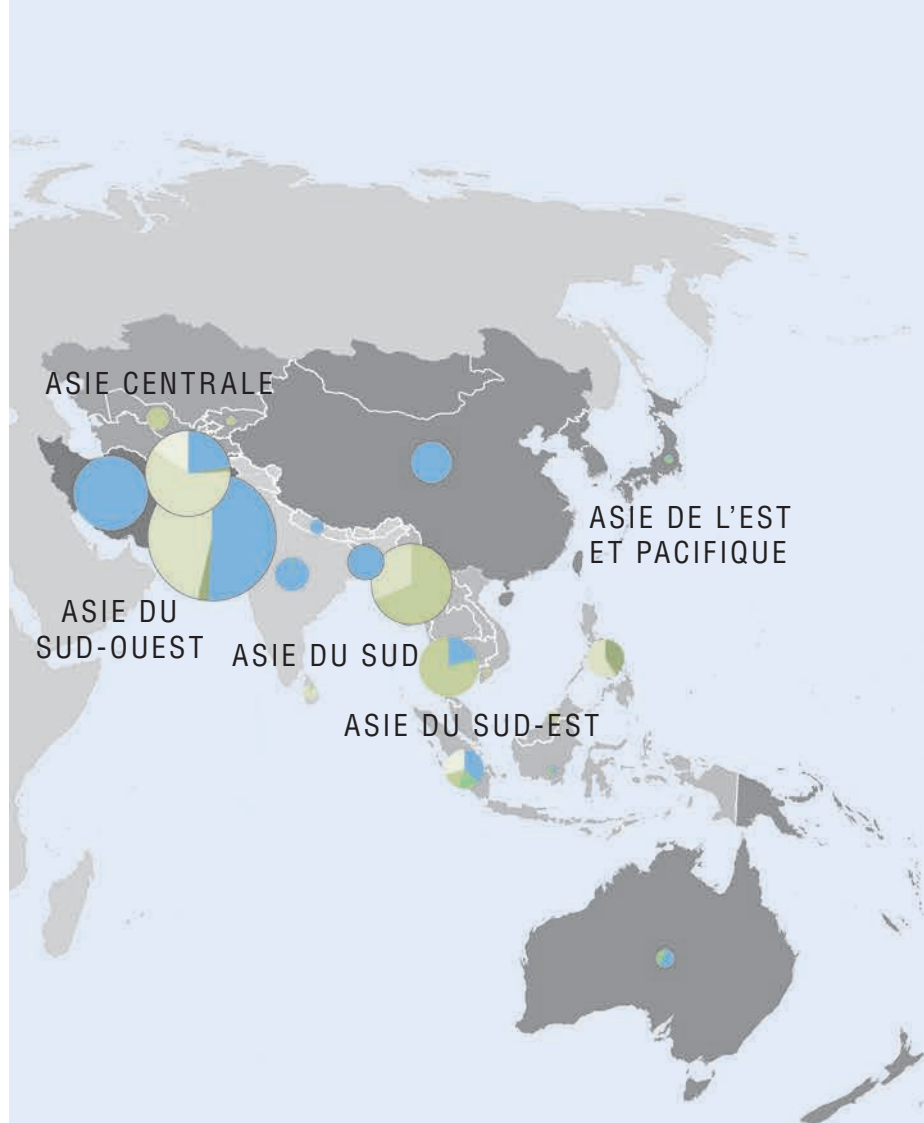 ASIE CENTRALE
ASIE DE L'EST
ET PACIFIQUE
ASIE DU
SUD-OUEST
ASIE DU SUD
ASIE DU SUD-EST